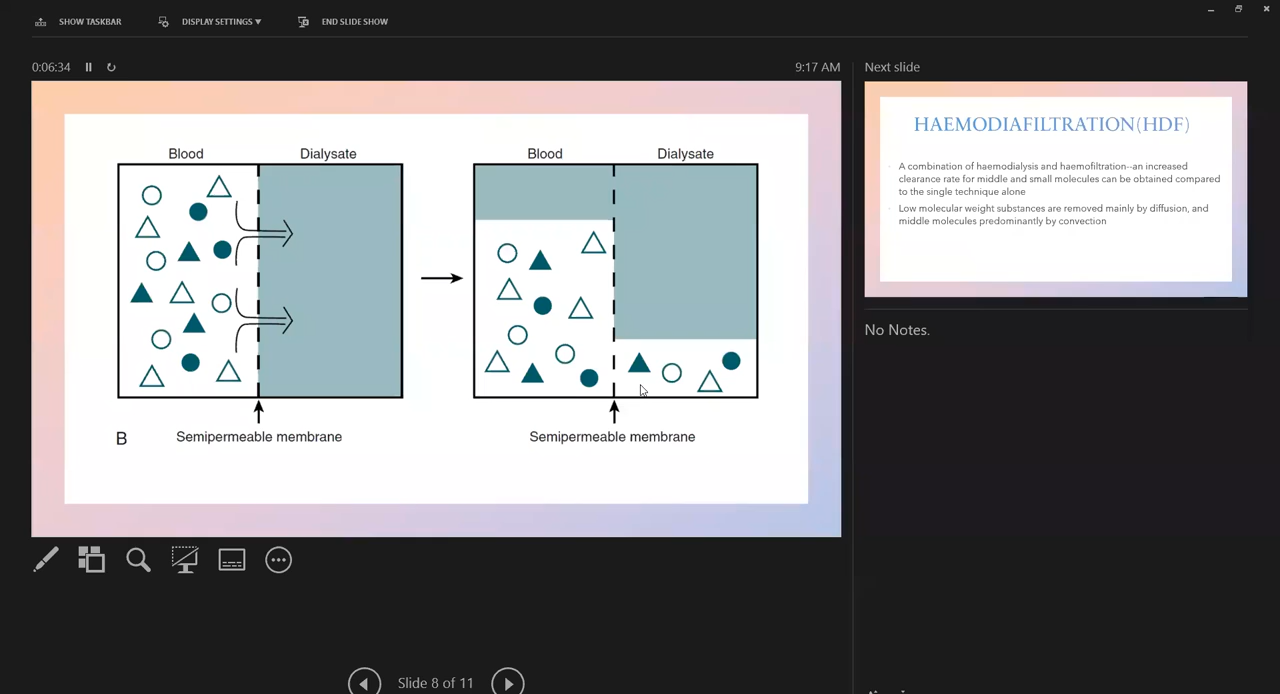 SHOW TASKBAR
DISPLAY SETTINGS ▾
END SLIDE SHOW
0:06:34
9:17 AM
Next slide
Blood
Dialysate
Blood
Dialysate
Semipermeable membrane
Semipermeable membrane
B
HAEMODIAFILTRATION(HDF)
A combination of haemodialysis and haemofiltration--an increased
clearance rate for middle and small molecules can be obtained compared
to the single technique alone
Low molecular weight substances are removed mainly by diffusion, and
middle molecules predominantly by convection
No Notes.
Slide 8 of 11